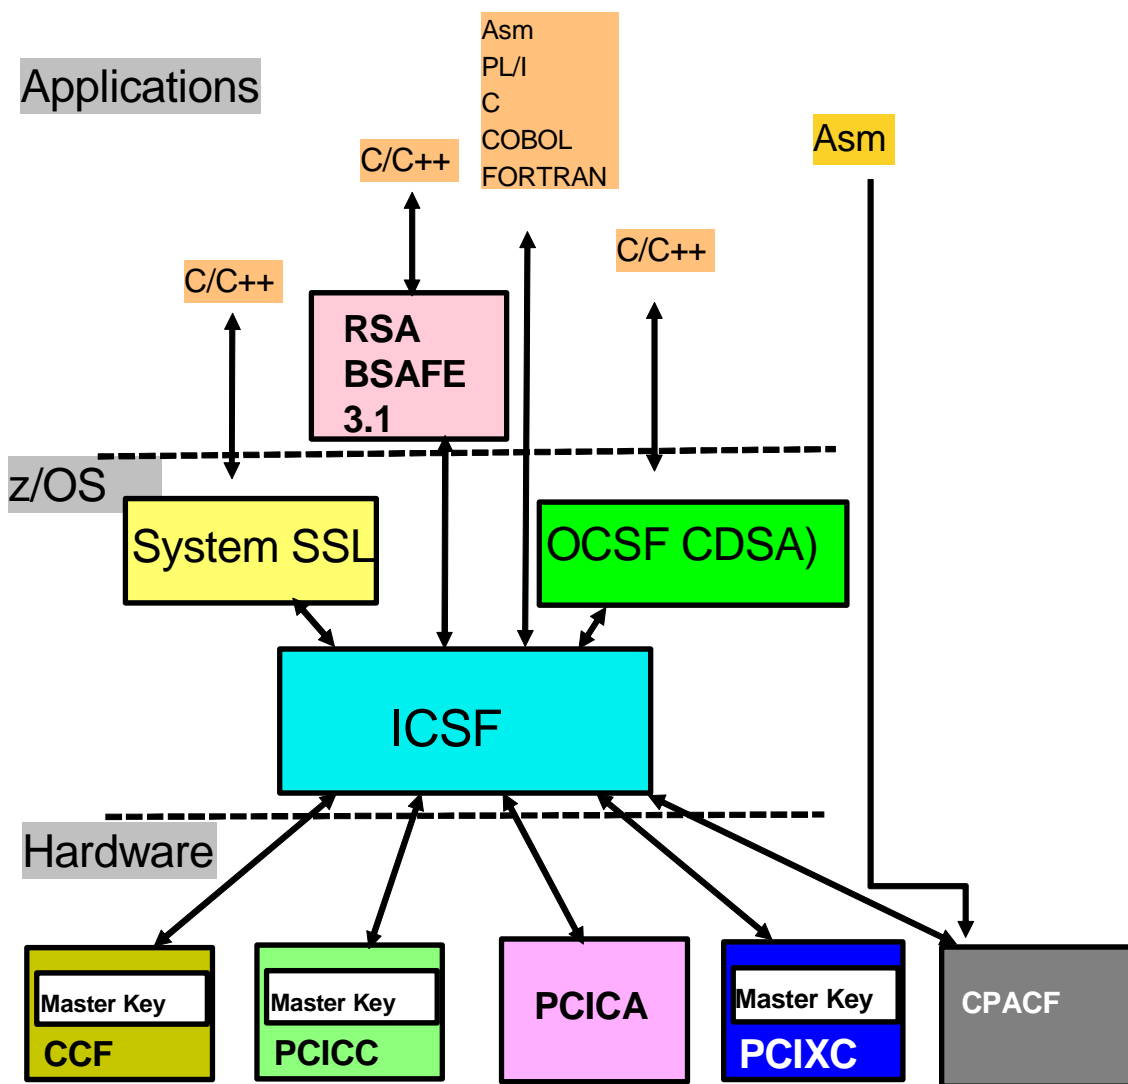 Applications
Asm
PL/I
C
COBOL
FORTRAN
Asm
C/C++
C/C++
C/C++
RSA
BSAFE
3.1
z/OS
System SSL
OCSF CDSA)
ICSF
Hardware
Master Key
CCF
Master Key
PCICC
PCICA
Master Key
PCIXC
CPACF